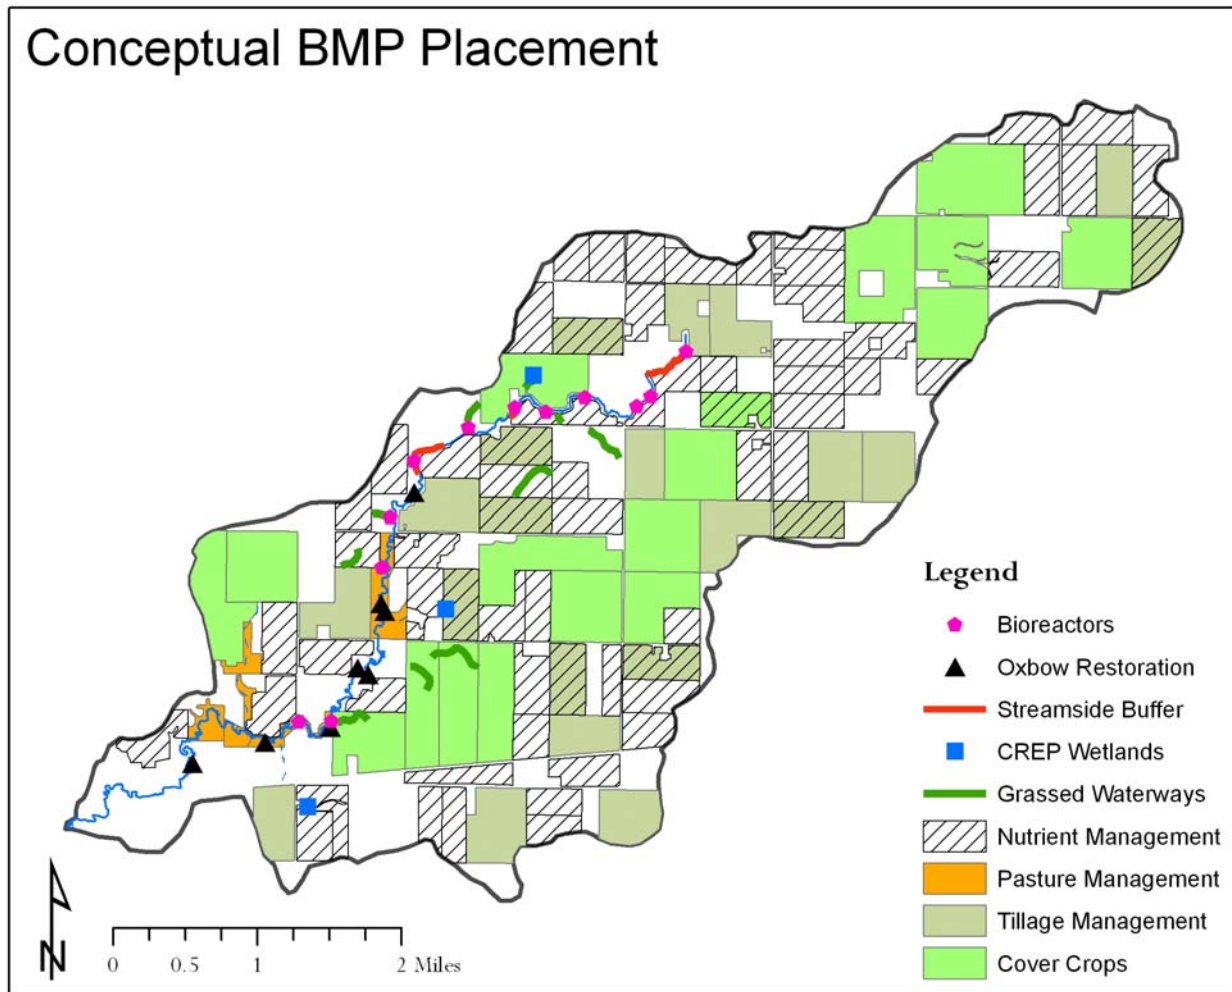 Conceptual BMP Placement
Legend
Bioreactors
Oxbow Restoration
Streamside Buffer
CREP Wetlands
Grassed Waterways
Nutrient Management
Pasture Management
Tillage Management
Cover Crops
N
0 0.5 1 2 Miles